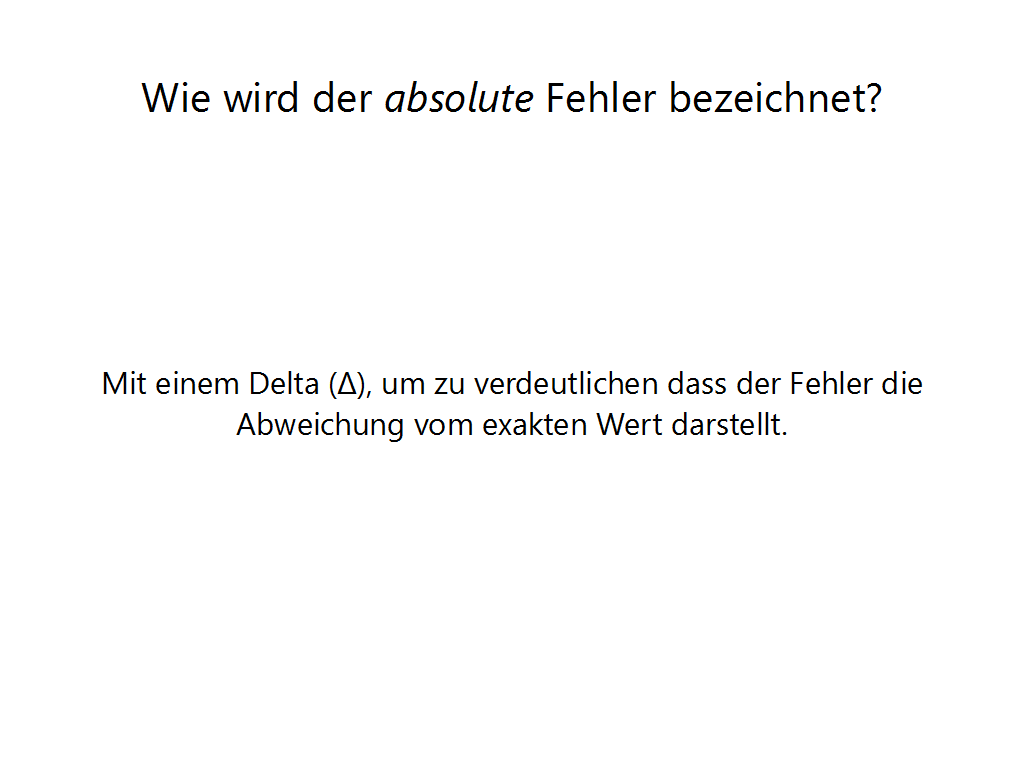 Wie wird der absolute Fehler bezeichnet?
Mit einem Delta (Δ), um zu verdeutlichen dass der Fehler die
Abweichung vom exakten Wert darstellt.